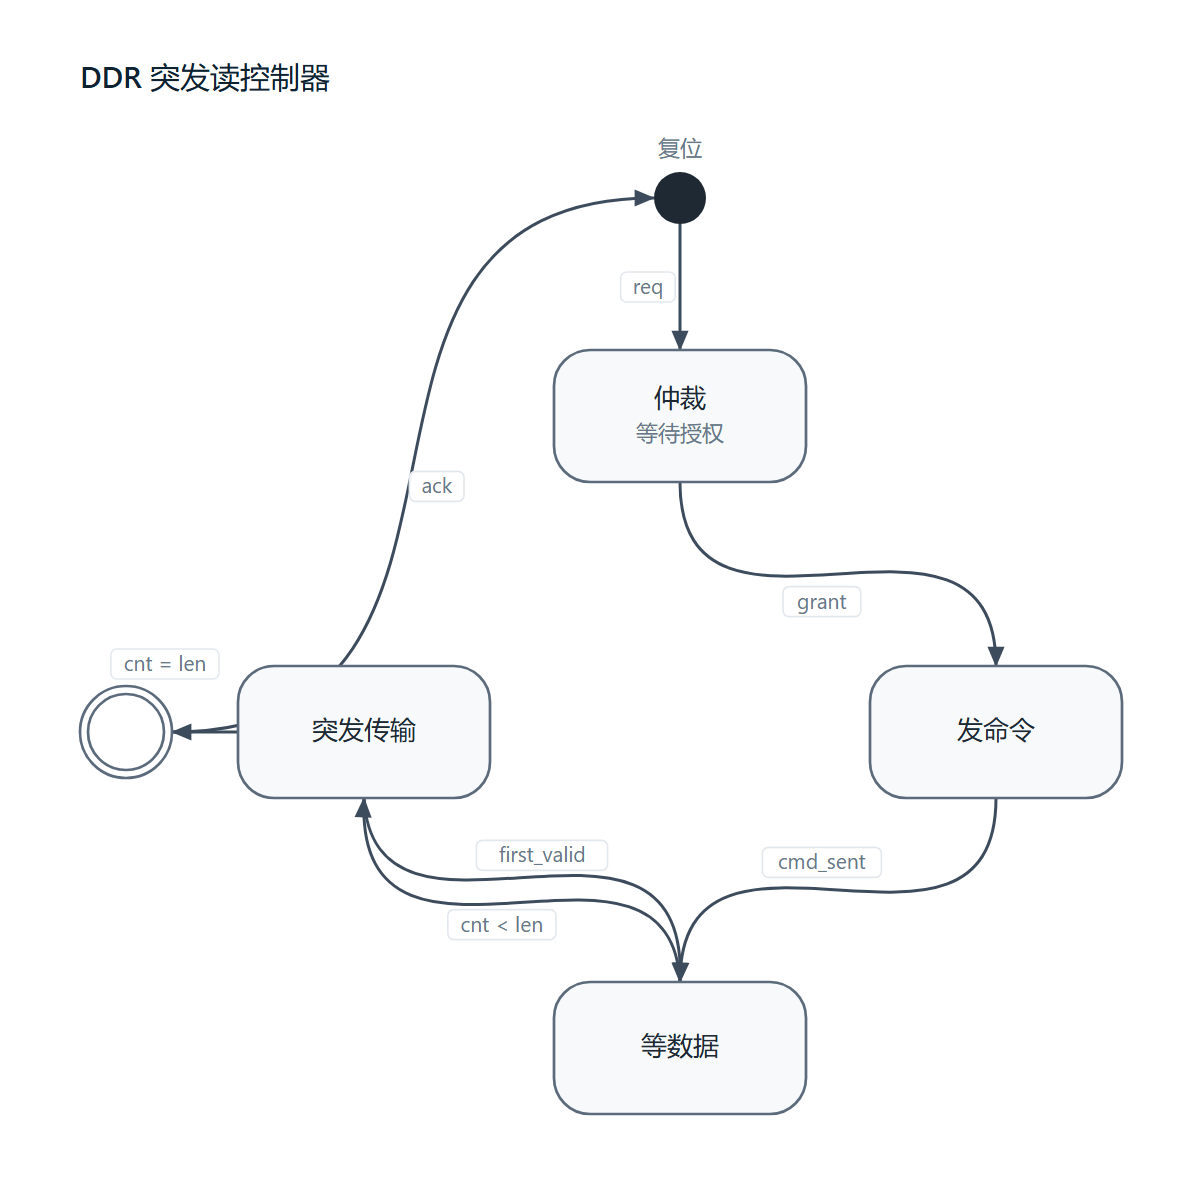 DDR 突发读控制器
复位
req
仲裁
等待授权
ack
grant
cnt = len
突发传输
发命令
first_valid
cmd_sent
cnt < len
等数据